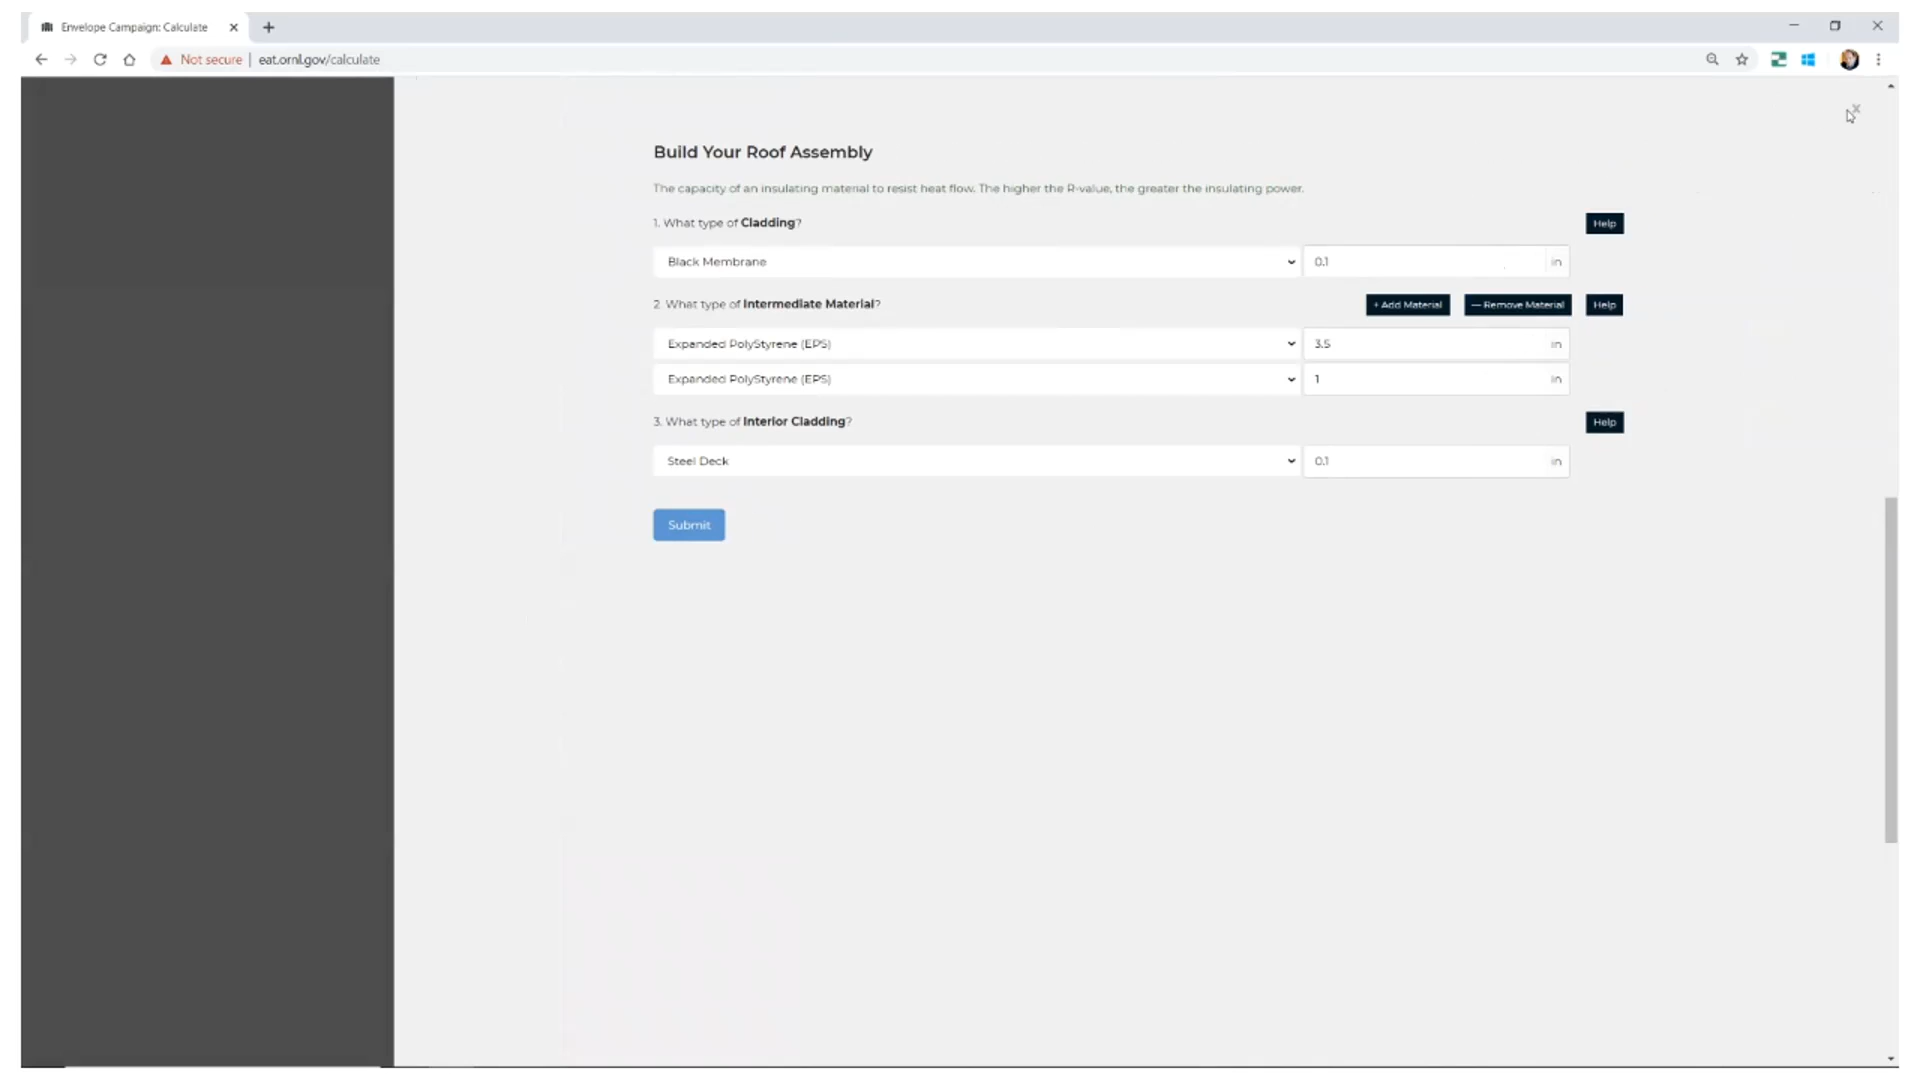 Envelope Campaign: Calculate
Not secure | eat.ornl.gov/calculate
Build Your Roof Assembly
The capacity of an insulating material to resist heat flow. The higher the R-value, the greater the insulating power.
1. What type of Cladding? Help
Black Membrane 0.1 in
2. What type of Intermediate Material? + Add Material — Remove Material Help
Expanded PolyStyrene (EPS) 3.5 in
Expanded PolyStyrene (EPS) 1 in
3. What type of Interior Cladding? Help
Steel Deck 0.1 in
Submit